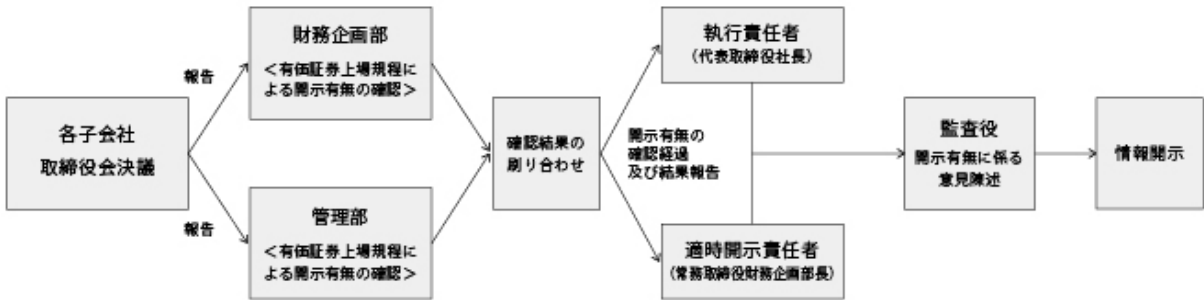 各子会社
取締役会決議
報告
報告
財務企画部
＜有価証券上場規程に
よる開示有無の確認＞
管理部
＜有価証券上場規程に
よる開示有無の確認＞
確認結果の
刷り合わせ
開示有無の
確認経過
及び結果報告
執行責任者
（代表取締役社長）
適時開示責任者
（常務取締役財務企画部長）
監査役
開示有無に係る
意見陳述
情報開示